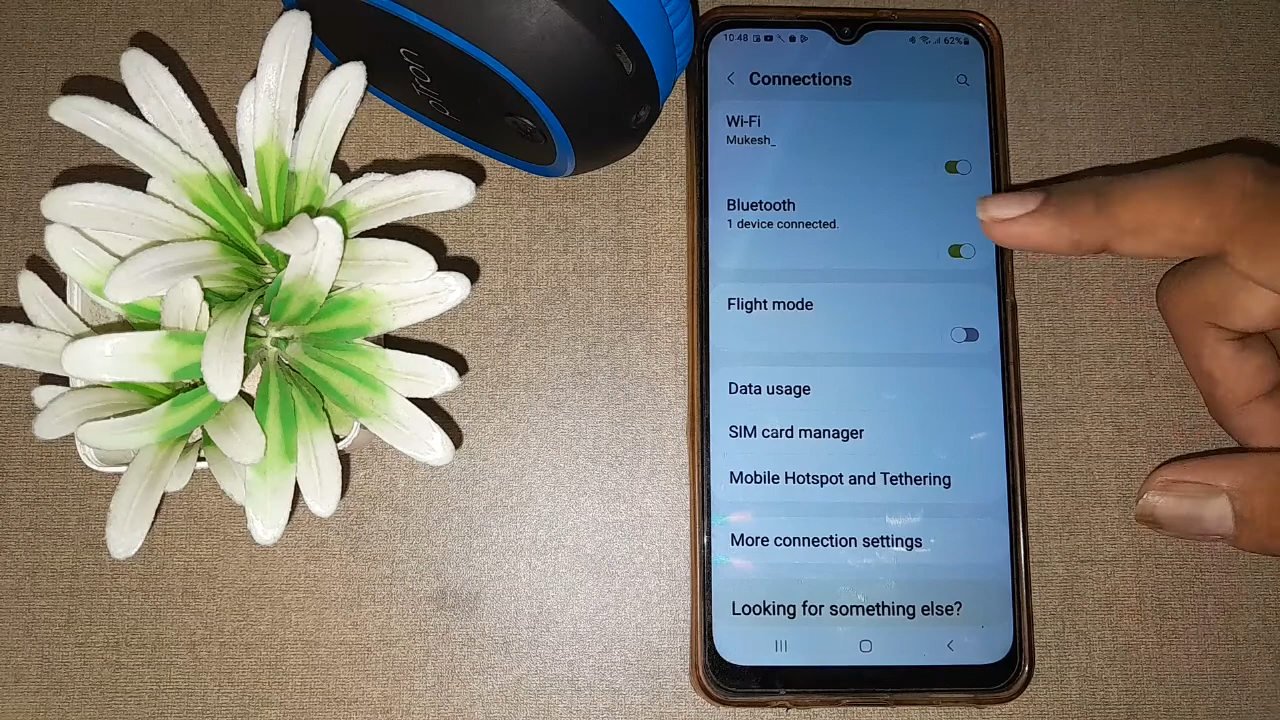 pTron
10:48 62%
Connections
Wi-Fi
Mukesh_
Bluetooth
1 device connected.
Flight mode
Data usage
SIM card manager
Mobile Hotspot and Tethering
More connection settings
Looking for something else?